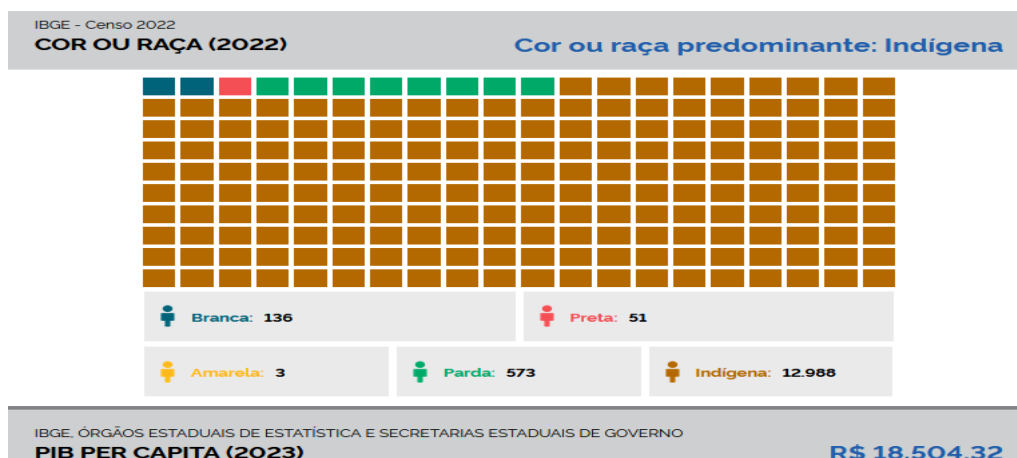 IBGE - Censo 2022
COR OU RAÇA (2022)
Cor ou raça predominante: Indígena
Branca: 136
Preta: 51
Amarela: 3
Parda: 573
Indígena: 12.988
IBGE, ÓRGÃOS ESTADUAIS DE ESTATÍSTICA E SECRETARIAS ESTADUAIS DE GOVERNO
PIB PER CAPITA (2023)
R$ 18.504,32